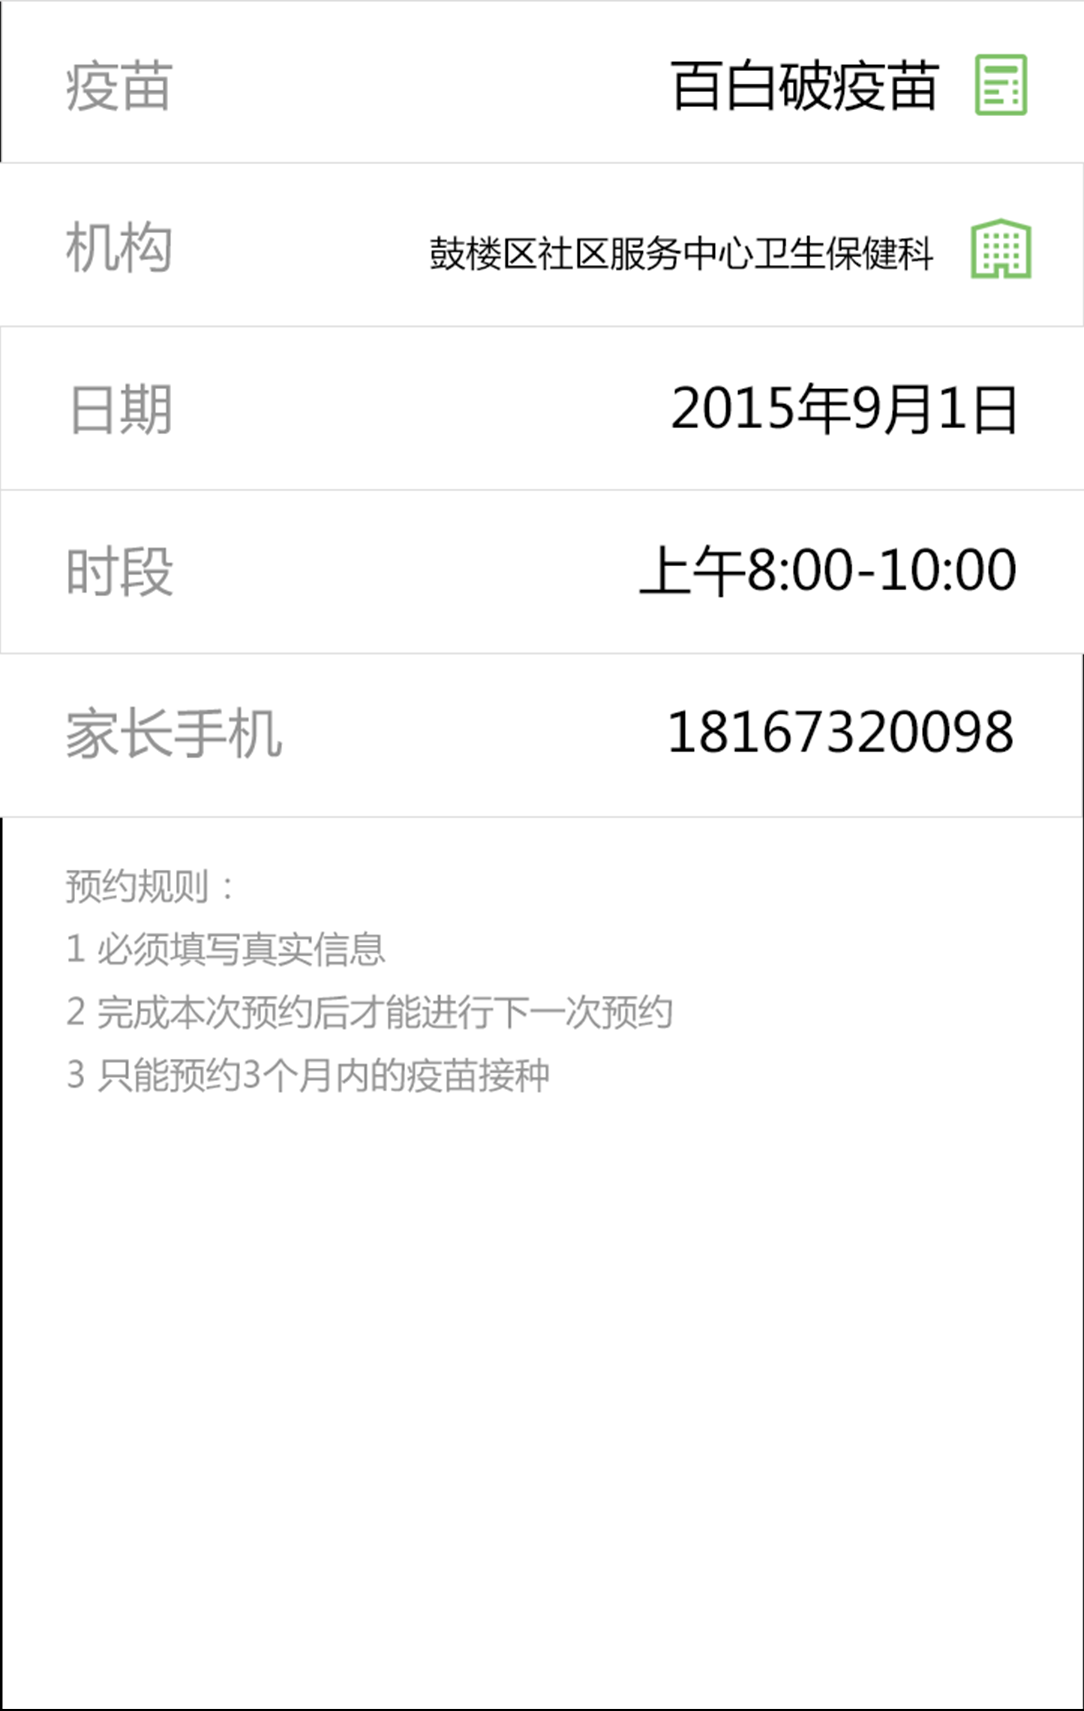 疫苗 百白破疫苗
机构 鼓楼区社区服务中心卫生保健科
日期 2015年9月1日
时段 上午8:00-10:00
家长手机 18167320098
预约规则：
1 必须填写真实信息
2 完成本次预约后才能进行下一次预约
3 只能预约3个月内的疫苗接种